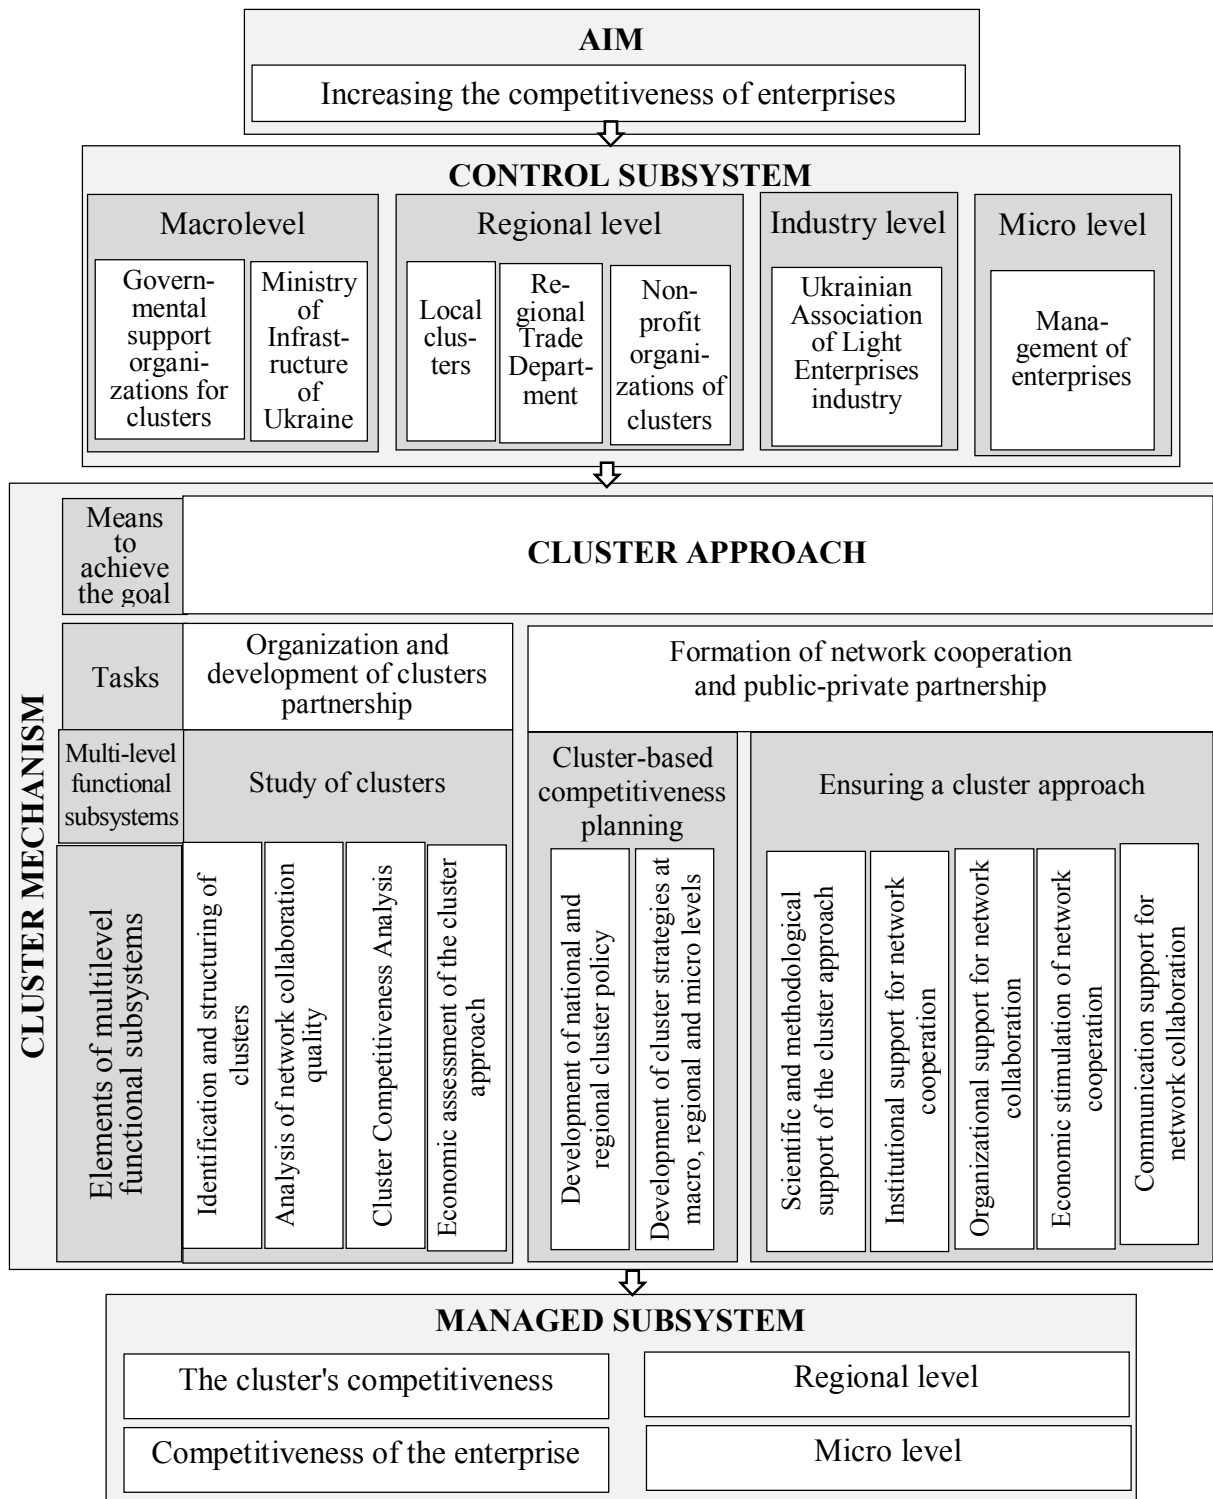 AIM
Increasing the competitiveness of enterprises
CONTROL SUBSYSTEM
Macrolevel
Govern-
mental
support
organi-
zations for
clusters
Ministry
of
Infrast-
ructure
of
Ukraine
Regional level
Local
clus-
ters
Re-
gional
Trade
Depart-
ment
Non-
profit
organi-
zations of
clusters
Industry level
Ukrainian
Association
of Light
Enterprises
industry
Micro level
Mana-
gement of
enterprises
CLUSTER MECHANISM
Means
to
achieve
the goal
CLUSTER APPROACH
Tasks
Organization and
development of clusters
partnership
Formation of network cooperation
and public-private partnership
Multi-level
functional
subsystems
Study of clusters
Cluster-based
competitiveness
planning
Ensuring a cluster approach
Elements of multilevel
functional subsystems
Identification and structuring of
clusters
Analysis of network collaboration
quality
Cluster Competitiveness Analysis
Economic assessment of the cluster
approach
Development of national and
regional cluster policy
Development of cluster strategies at
macro, regional and micro levels
Scientific and methodological
support of the cluster approach
Institutional support for network
cooperation
Organizational support for network
collaboration
Economic stimulation of network
cooperation
Communication support for
network collaboration
MANAGED SUBSYSTEM
The cluster's competitiveness
Regional level
Competitiveness of the enterprise
Micro level